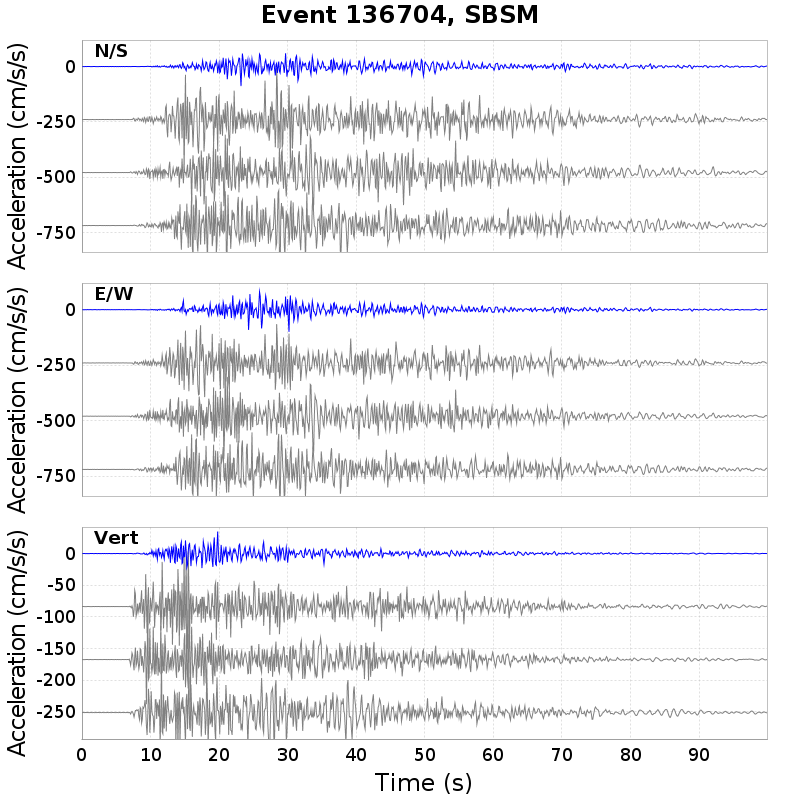 Event 136704, SBSM
N/S
0
-250
-500
-750
Acceleration (cm/s/s)
E/W
0
-250
-500
-750
Acceleration (cm/s/s)
Vert
0
-50
-100
-150
-200
-250
Acceleration (cm/s/s)
0 10 20 30 40 50 60 70 80 90
Time (s)